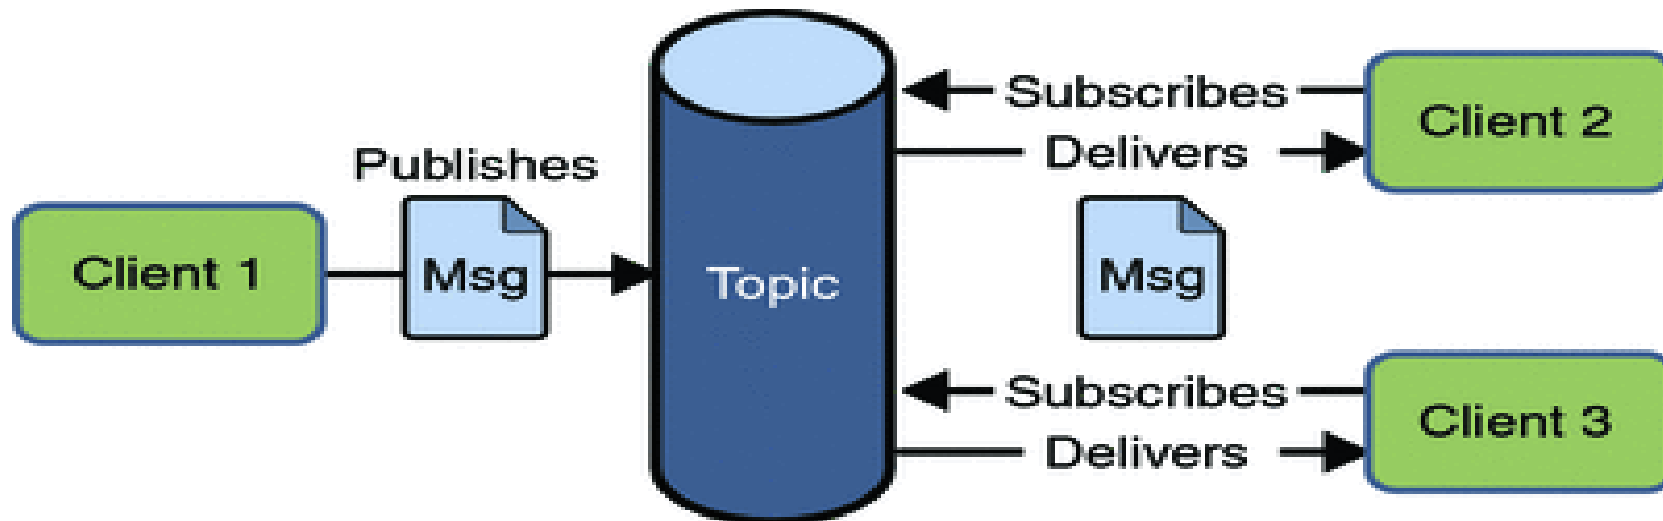 Publishes
Client 1
Msg
Topic
Subscribes
Delivers
Client 2
Msg
Subscribes
Delivers
Client 3